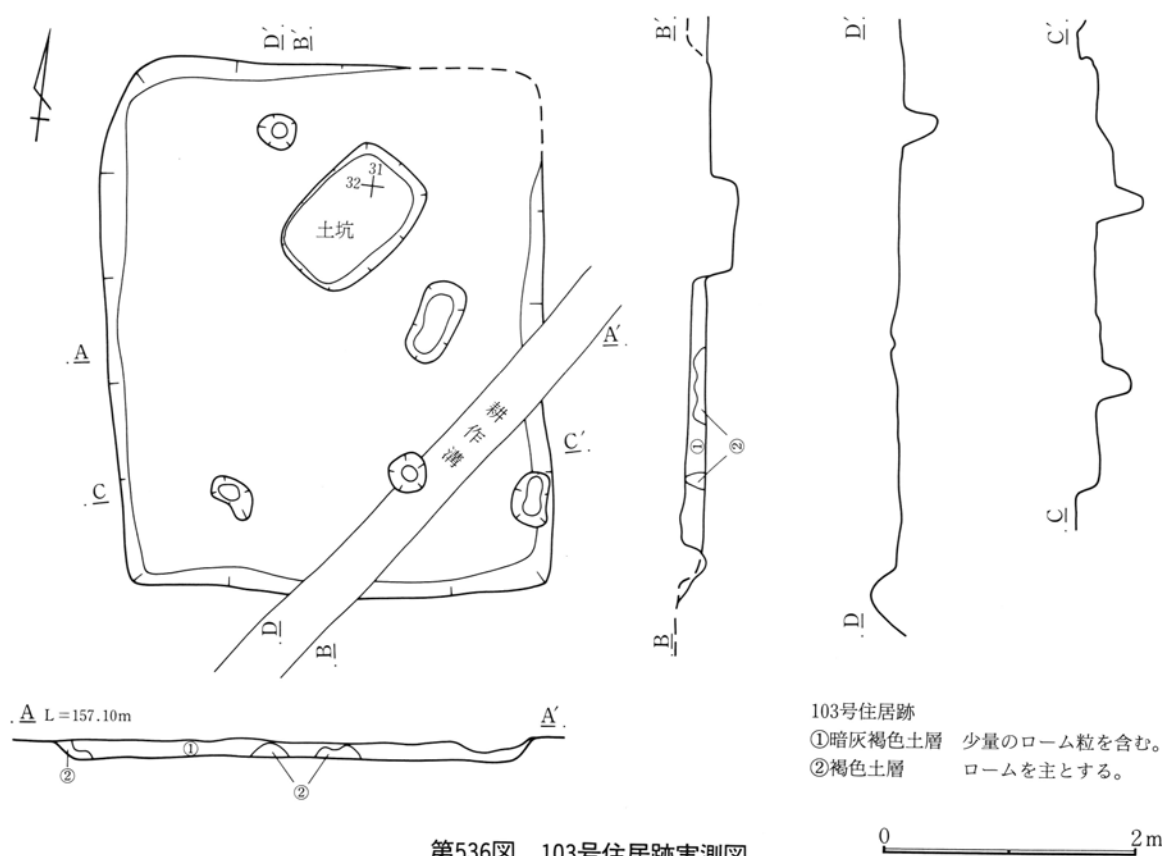 D′ B′
31
32
土坑
A
A′
耕作溝
C′
C
D
B
B′
①
②
B
D′
D
C′
C
A L=157.10m
A′
①
②
②
103号住居跡
①暗灰褐色土層 少量のローム粒を含む。
②褐色土層 ロームを主とする。
第536図 103号住居跡実測図
0 2m